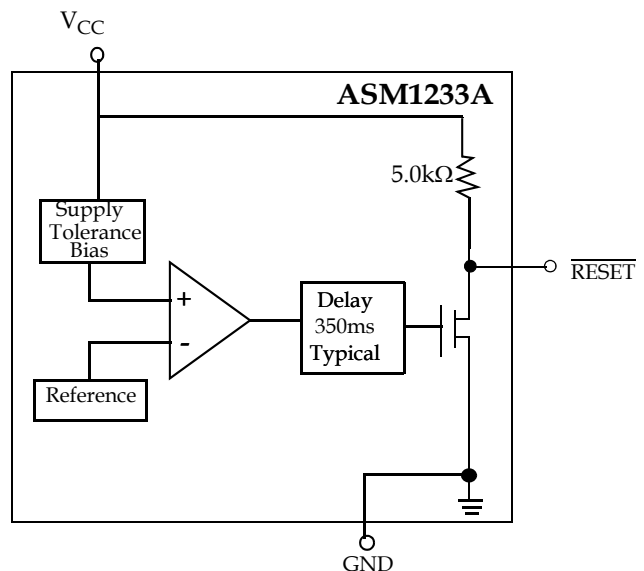 VCC
ASM1233A
5.0kΩ
Supply
Tolerance
Bias
+
-
Reference
Delay
350ms
Typical
RESET
GND